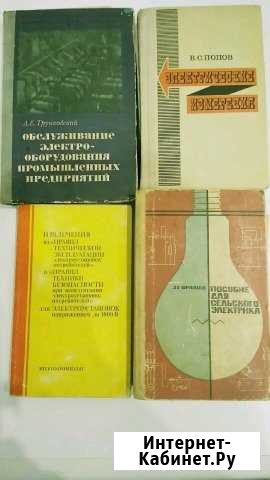 Л.Е. Трунковский
ОБСЛУЖИВАНИЕ
ЭЛЕКТРО-
ОБОРУДОВАНИЯ
ПРОМЫШЛЕННЫХ
ПРЕДПРИЯТИЙ
В.С. ПОПОВ
ЭЛЕКТРИЧЕСКИЕ
ИЗМЕРЕНИЯ
ИЗВЛЕЧЕНИЯ
из «ПРАВИЛ
ТЕХНИЧЕСКОЙ
ЭКСПЛУАТАЦИИ
электроустановок
потребителей»
и «ПРАВИЛ
ТЕХНИКИ
БЕЗОПАСНОСТИ
при эксплуатации
электроустановок
потребителей»
для ЭЛЕКТРОУСТАНОВОК
напряжением до 1000 В
ПОСОБИЕ
ДЛЯ
СЕЛЬСКОГО
ЭЛЕКТРИКА
Интернет-
Кабинет.Ру